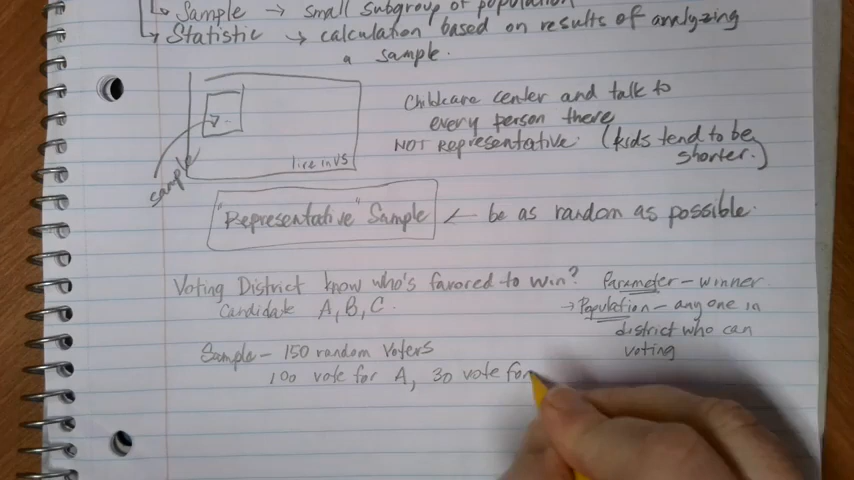 Sample → small subgroup of population
Statistic → calculation based on results of analyzing
a sample.
Childcare center and talk to
every person there
NOT Representative. (kids tend to be
shorter.)
live in US
sample
"Representative" Sample ← be as random as possible.
Voting District know who's favored to win?
Candidate A, B, C.
Parameter - winner
→ Population - anyone in
district who can
voting
Sample - 150 random voters
100 vote for A, 30 vote for